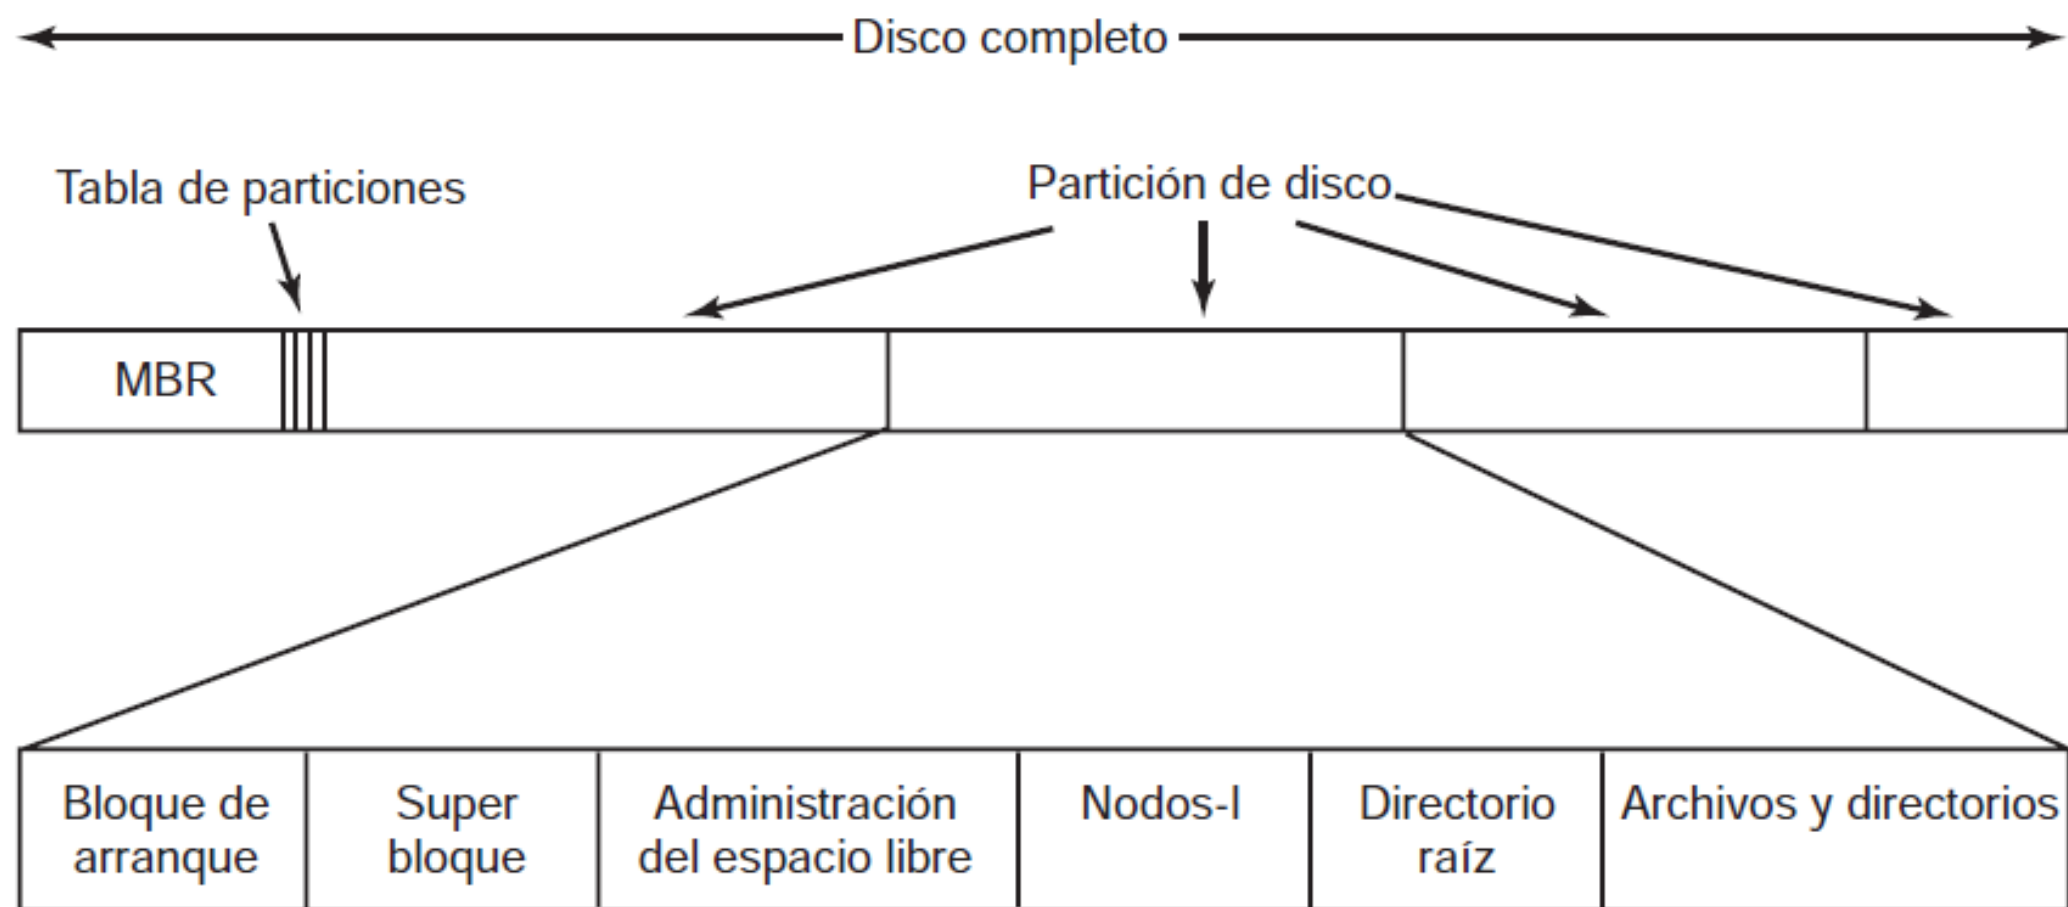 Disco completo
Tabla de particiones
Partición de disco
MBR
Bloque de
arranque
Super
bloque
Administración
del espacio libre
Nodos-I
Directorio
raíz
Archivos y directorios